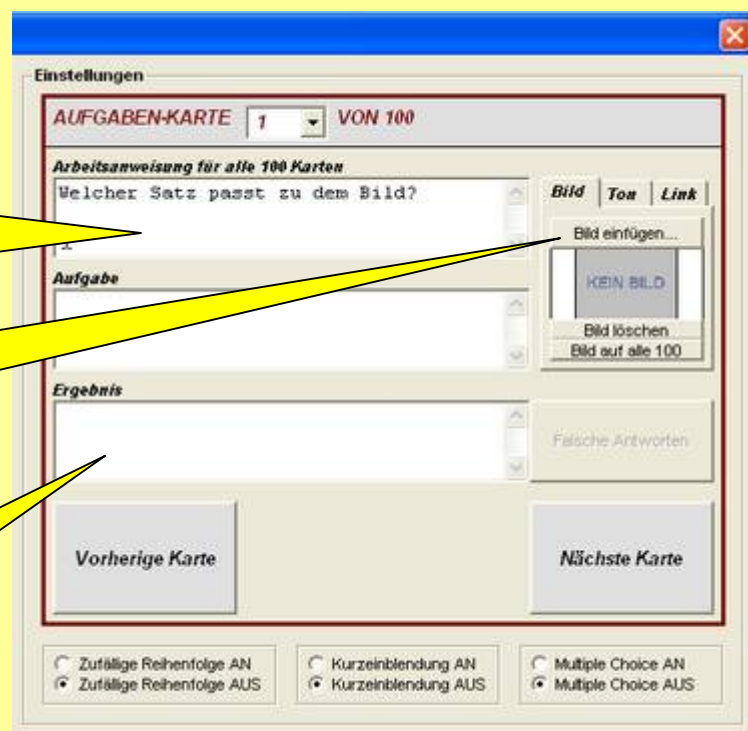 Einstellungen
AUFGABEN-KARTE 1 VON 100
Arbeitsanweisung für alle 100 Karten
Welcher Satz passt zu dem Bild?
Bild Ton Link
Bild einfügen...
KEIN BILD
Bild löschen
Bild auf alle 100
Aufgabe
Ergebnis
Falsche Antworten
Vorherige Karte
Nächste Karte
Zufällige Reihenfolge AN
Zufällige Reihenfolge AUS
Kurzeinblendung AN
Kurzeinblendung AUS
Multiple Choice AN
Multiple Choice AUS